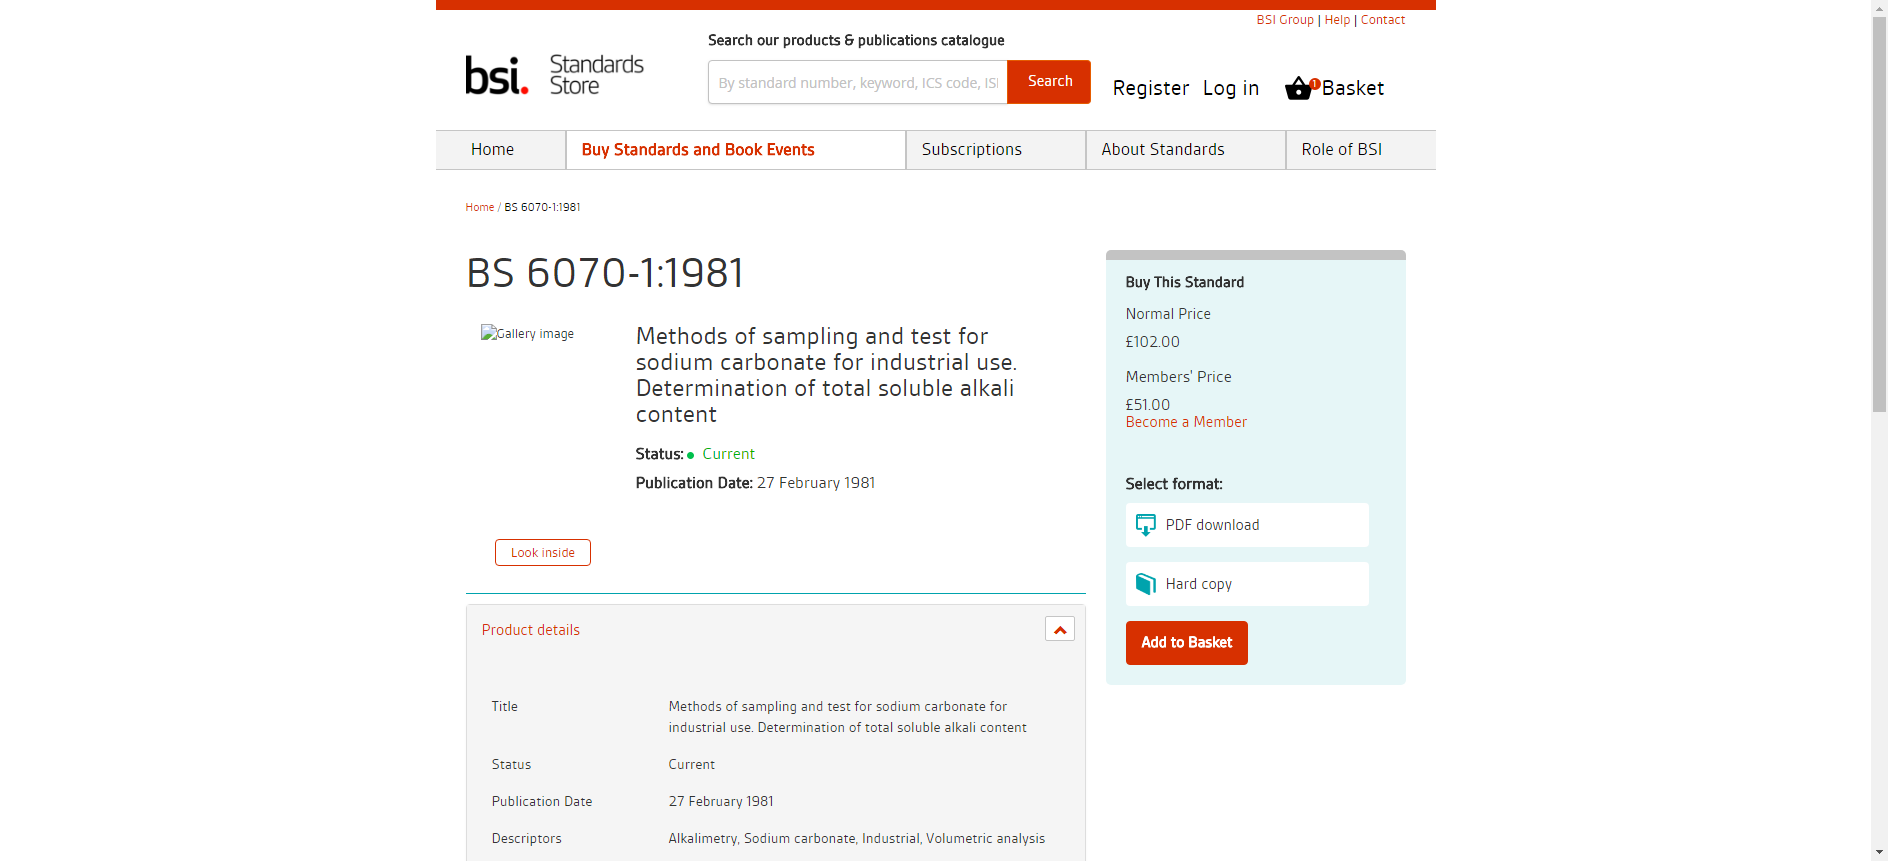 BSI Group | Help | Contact
Search our products & publications catalogue
bsi. Standards
Store
By standard number, keyword, ICS code, ISI
Search
Register Log in 1 Basket
Home Buy Standards and Book Events Subscriptions About Standards Role of BSI
Home / BS 6070-1:1981
BS 6070-1:1981
Gallery image
Methods of sampling and test for
sodium carbonate for industrial use.
Determination of total soluble alkali
content
Status: Current
Publication Date: 27 February 1981
Look inside
Buy This Standard
Normal Price
£102.00
Members' Price
£51.00
Become a Member
Select format:
PDF download
Hard copy
Add to Basket
Product details
Title Methods of sampling and test for sodium carbonate for
industrial use. Determination of total soluble alkali content
Status Current
Publication Date 27 February 1981
Descriptors Alkalimetry, Sodium carbonate, Industrial, Volumetric analysis